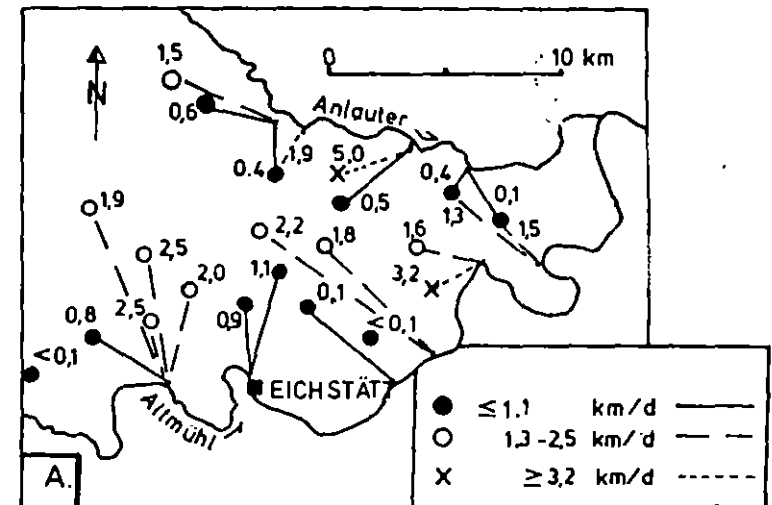 1,5
0 10 km
N
0,6
Anlauter
0.4
1,9
5,0
0,4
0,1
0,5
1,3
1,5
1,9
2,2
1,8
1,6
2,5
2,0
1,1
3,2
0,8
2,5
0,9
0,1
<0,1
<0,1
EICHSTÄTT
Altmühl
≤ 1.1 km/d
1,3-2,5 km/d
≥ 3,2 km/d
A.